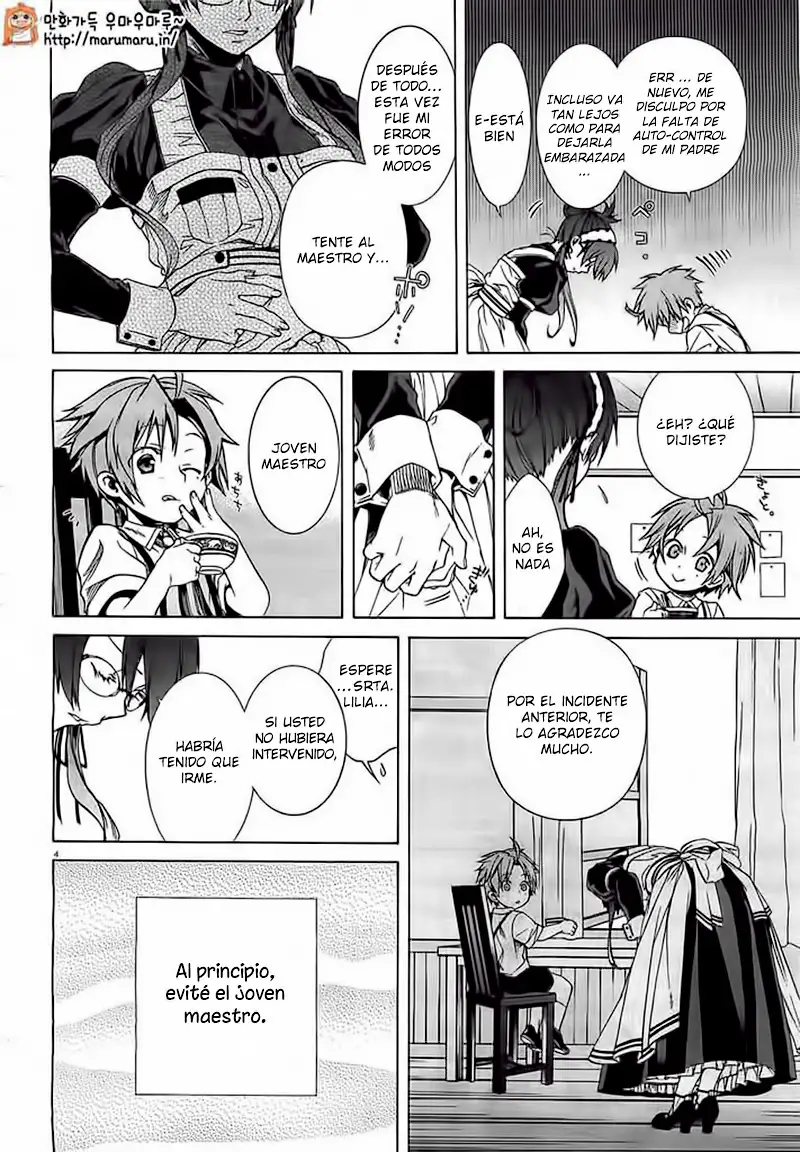 만화가득 우마우마루~
http://marumaru.in/
ERR ... DE
NUEVO, ME
DISCULPO POR
LA FALTA DE
AUTO-CONTROL
DE MI PADRE
INCLUSO VA
TAN LEJOS
COMO PARA
DEJARLA
EMBARAZADA
...
E-ESTÁ
BIEN
ペコ
DESPUÉS
DE TODO...
ESTA VEZ
FUE MI
ERROR
DE TODOS
MODOS
TENTE AL
MAESTRO Y...
¿EH? ¿QUÉ
DIJISTE?
AH,
NO ES
NADA
JOVEN
MAESTRO
POR EL INCIDENTE
ANTERIOR, TE
LO AGRADEZCO
MUCHO.
ESPERE
...SRTA.
LILIA...
SI USTED
NO HUBIERA
INTERVENIDO,
HABRÍA
TENIDO QUE
IRME.
4
Al principio,
evité el joven
maestro.